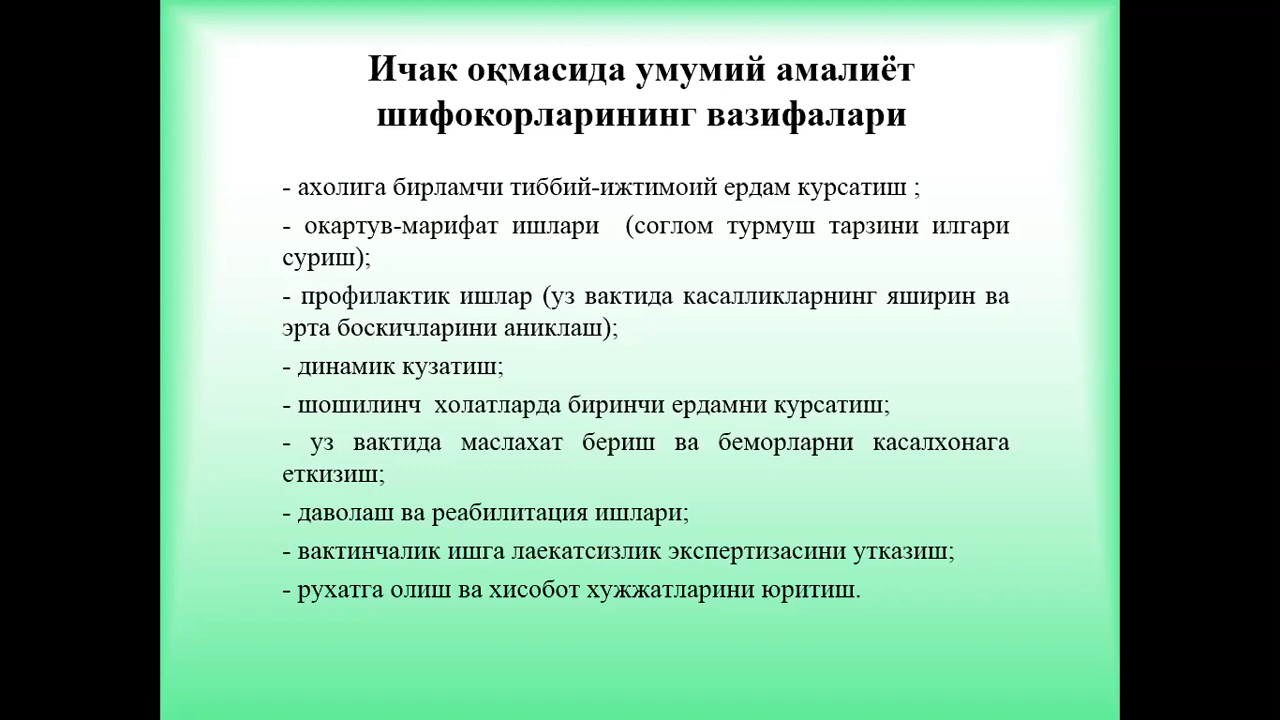 Ичак оқмасида умумий амалиёт
шифокорларининг вазифалари
- ахолига бирламчи тиббий-ижтимоий ердам курсатиш ;
- окартув-марифат ишлари (соглом турмуш тарзини илгари
суриш);
- профилактик ишлар (уз вактида касалликларнинг яширин ва
эрта боскичларини аниклаш);
- динамик кузатиш;
- шошилинч холатларда биринчи ердамни курсатиш;
- уз вактида маслахат бериш ва беморларни касалхонага
еткизиш;
- даволаш ва реабилитация ишлари;
- вактинчалик ишга лаекатсизлик экспертизасини утказиш;
- рухатга олиш ва хисобот хужжатларини юритиш.